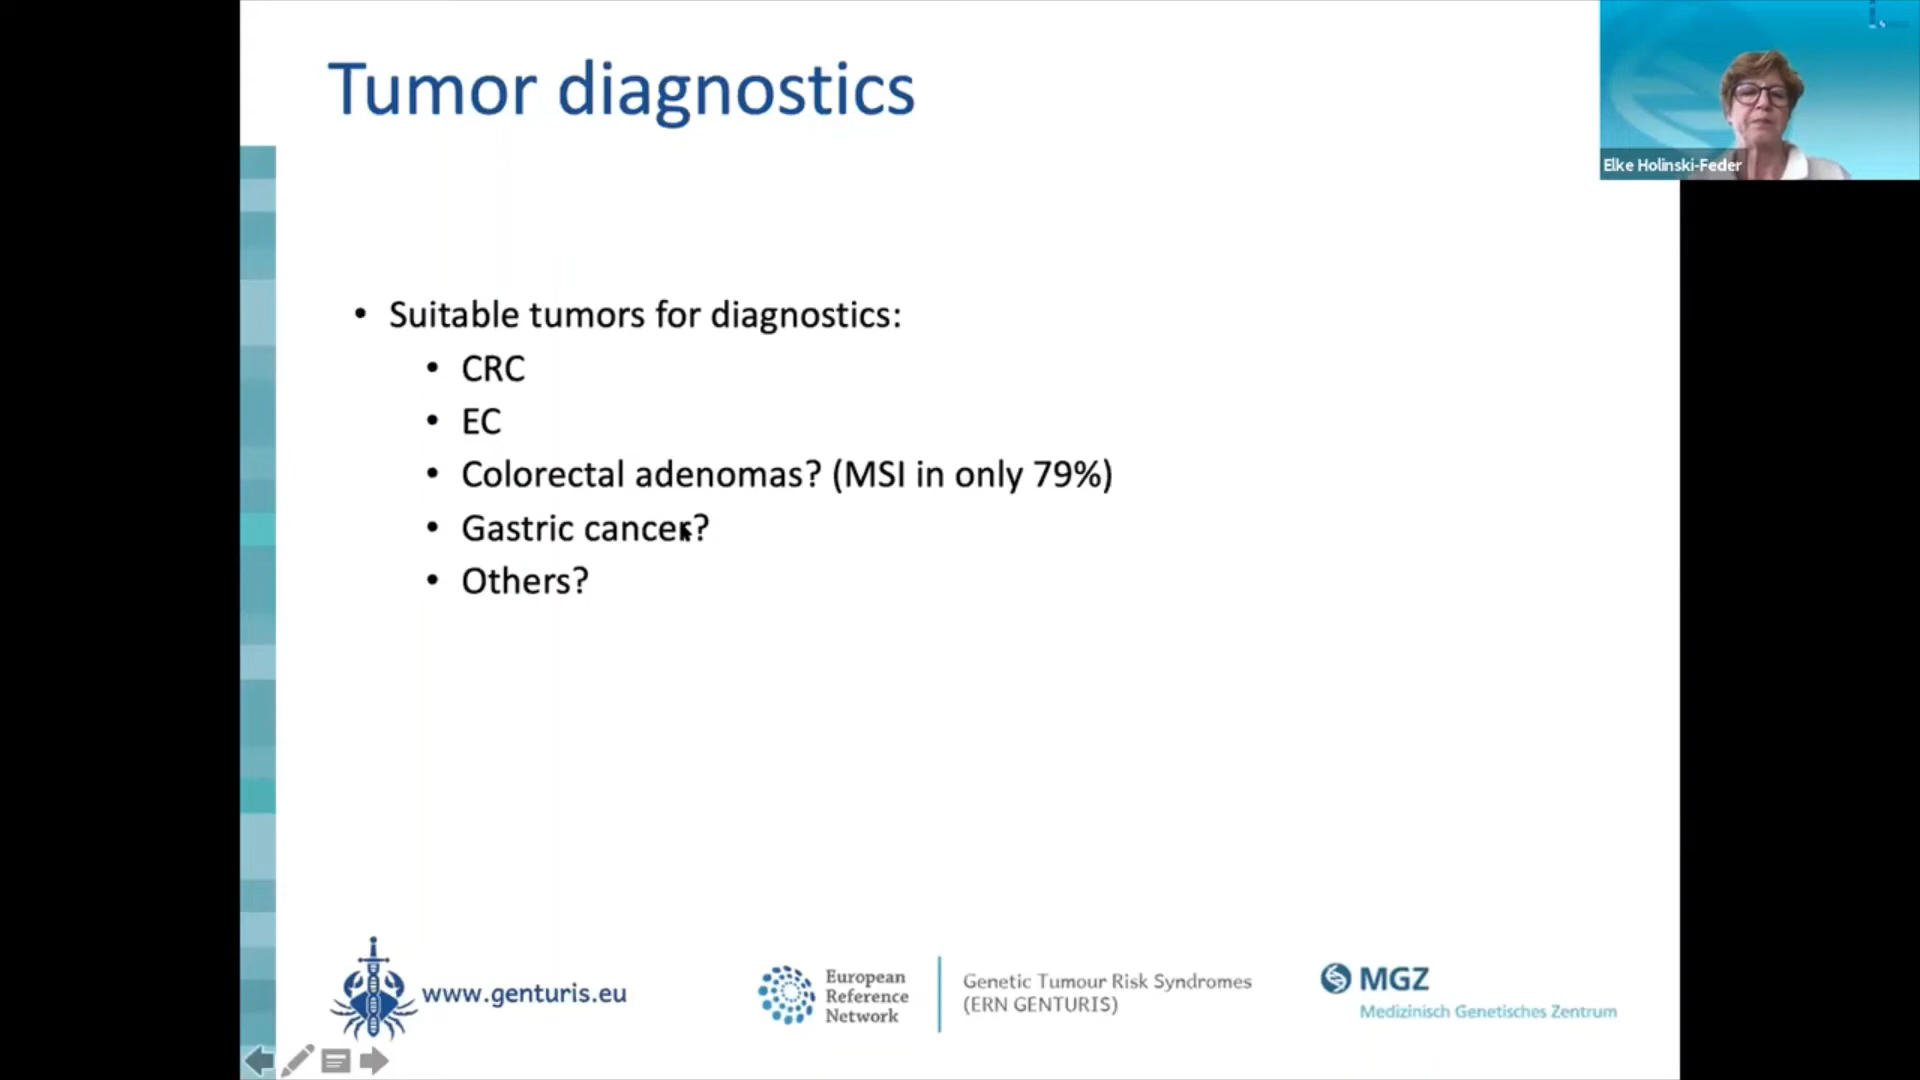 Tumor diagnostics
Elke Holinski-Feder
• Suitable tumors for diagnostics:
• CRC
• EC
• Colorectal adenomas? (MSI in only 79%)
• Gastric cancer?
• Others?
www.genturis.eu
European
Reference
Network
Genetic Tumour Risk Syndromes
(ERN GENTURIS)
MGZ
Medizinisch Genetisches Zentrum